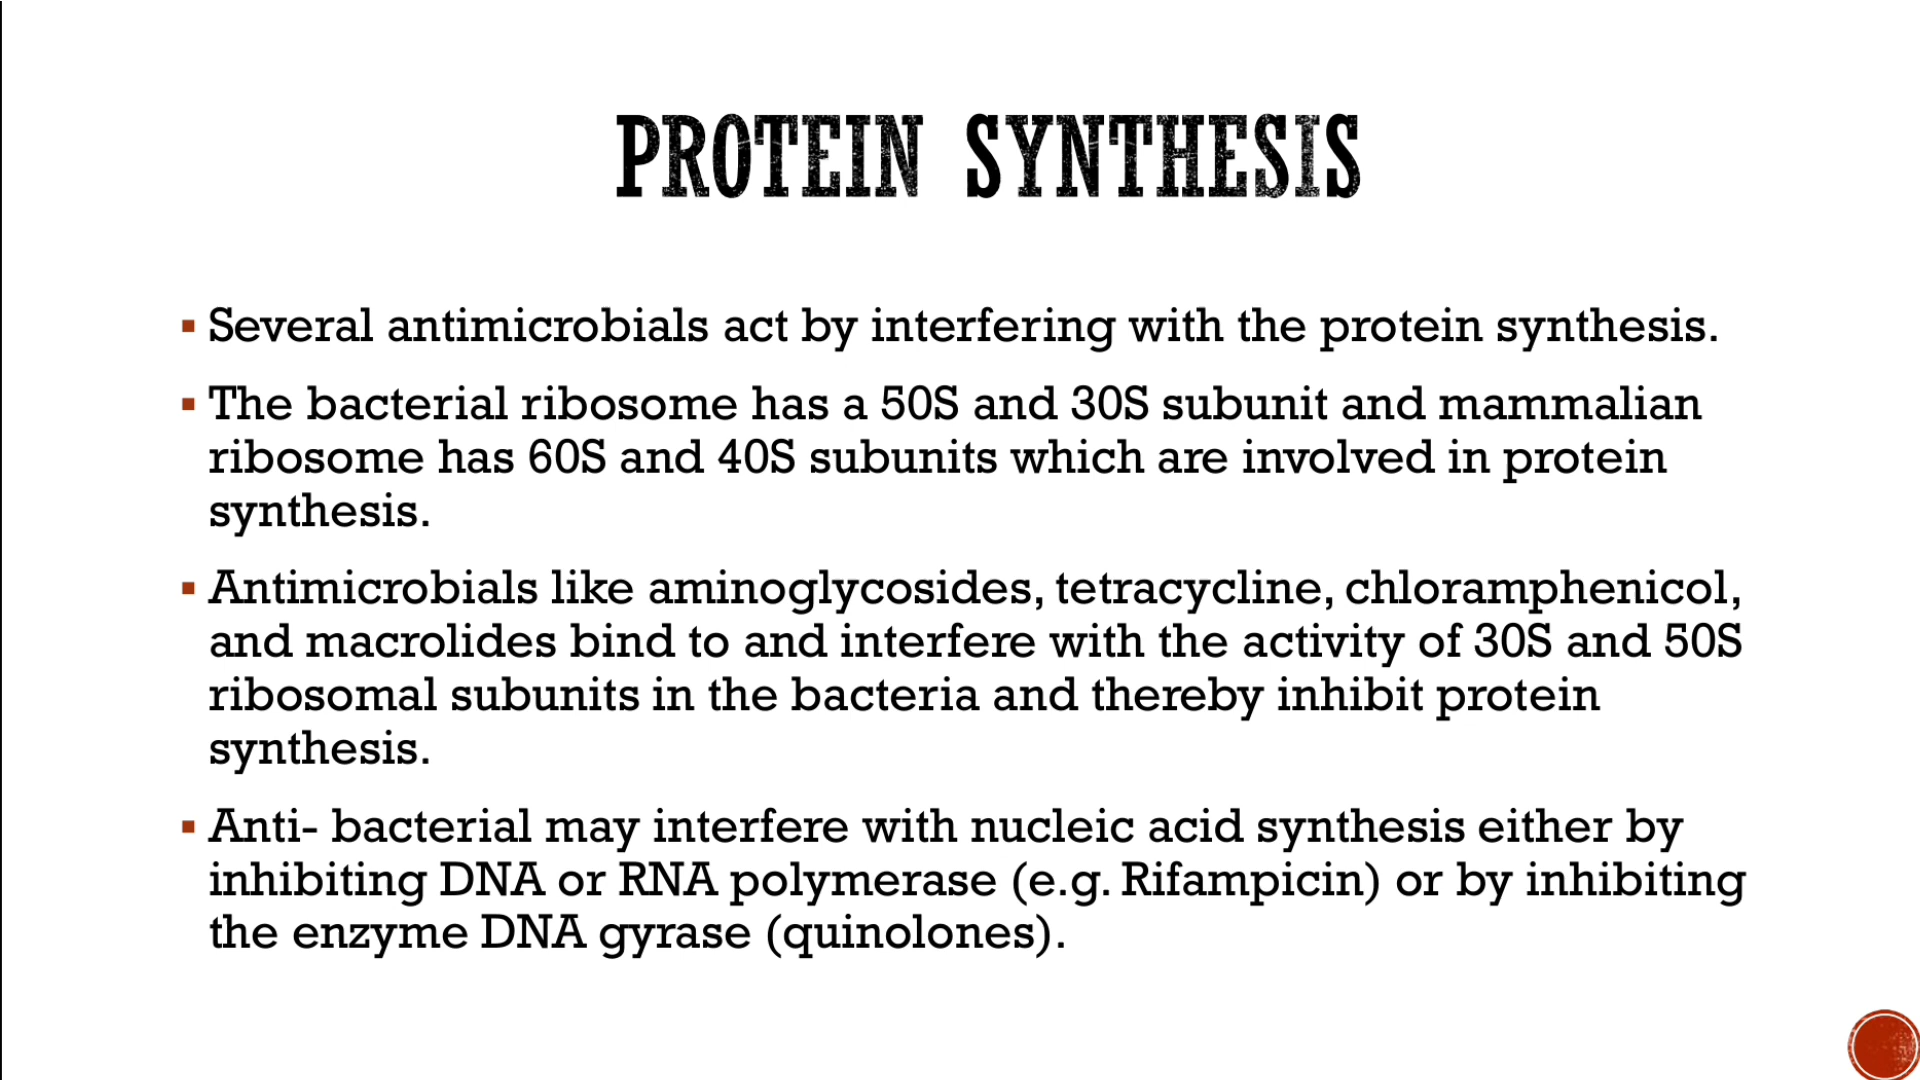 PROTEIN SYNTHESIS
▪ Several antimicrobials act by interfering with the protein synthesis.
▪ The bacterial ribosome has a 50S and 30S subunit and mammalian
ribosome has 60S and 40S subunits which are involved in protein
synthesis.
▪ Antimicrobials like aminoglycosides, tetracycline, chloramphenicol,
and macrolides bind to and interfere with the activity of 30S and 50S
ribosomal subunits in the bacteria and thereby inhibit protein
synthesis.
▪ Anti- bacterial may interfere with nucleic acid synthesis either by
inhibiting DNA or RNA polymerase (e.g. Rifampicin) or by inhibiting
the enzyme DNA gyrase (quinolones).